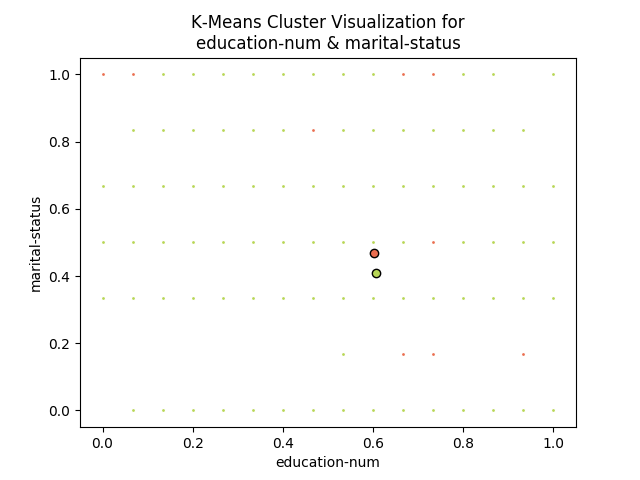 K-Means Cluster Visualization for
education-num & marital-status
1.0
0.8
0.6
0.4
0.2
0.0
marital-status
0.0 0.2 0.4 0.6 0.8 1.0
education-num